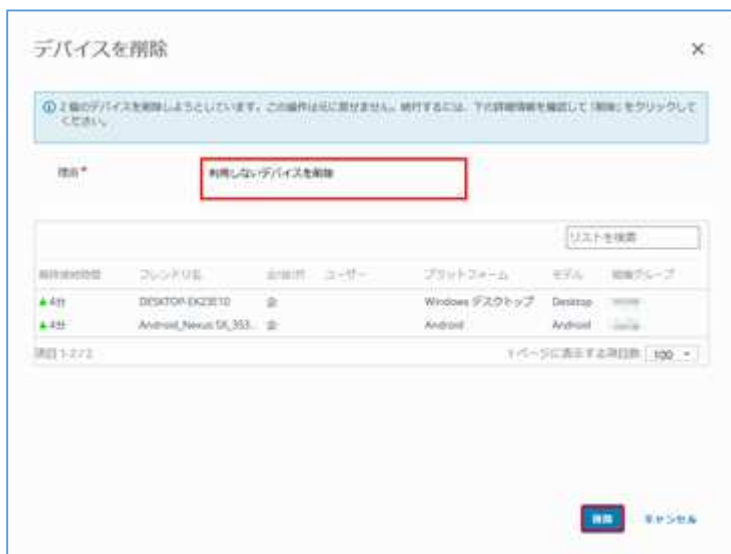 デバイスを削除
2 個のデバイスを削除しようとしています。この操作は元に戻せません。続行するには、下の詳細情報を確認して「削除」をクリックして
ください。
理由*
利用しないデバイスを削除
リストを検索
最終接続時間 フレンドリ名 企/個/共 ユーザー プラットフォーム モデル 組織グループ
4分 DESKTOP-EK23E10 企 Windows デスクトップ Desktop
4分 Android_Nexus 5X_353... 企 Android Android
項目 1-2 / 2 1 ページに表示する項目数 100
削除 キャンセル